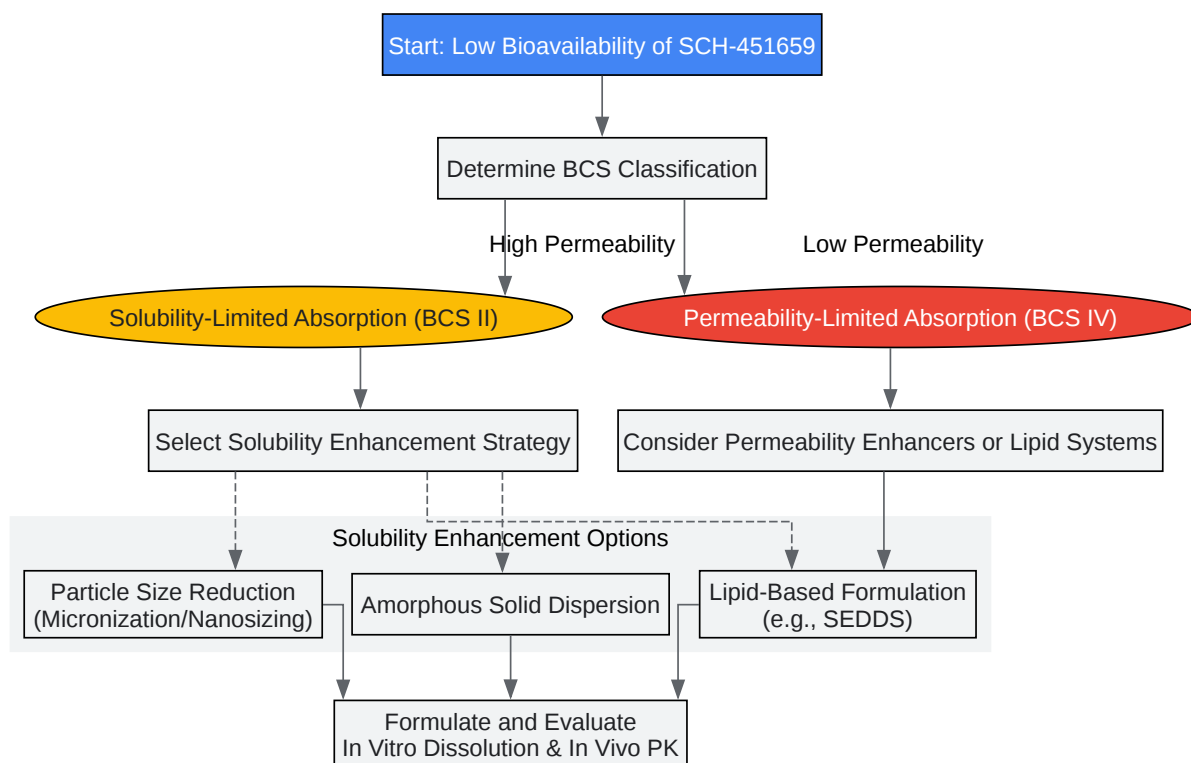 Start: Low Bioavailability of SCH-451659
Determine BCS Classification
High Permeability
Low Permeability
Solubility-Limited Absorption (BCS II)
Permeability-Limited Absorption (BCS IV)
Select Solubility Enhancement Strategy
Consider Permeability Enhancers or Lipid Systems
Solubility Enhancement Options
Particle Size Reduction
(Micronization/Nanosizing)
Amorphous Solid Dispersion
Lipid-Based Formulation
(e.g., SEDDS)
Formulate and Evaluate
In Vitro Dissolution & In Vivo PK